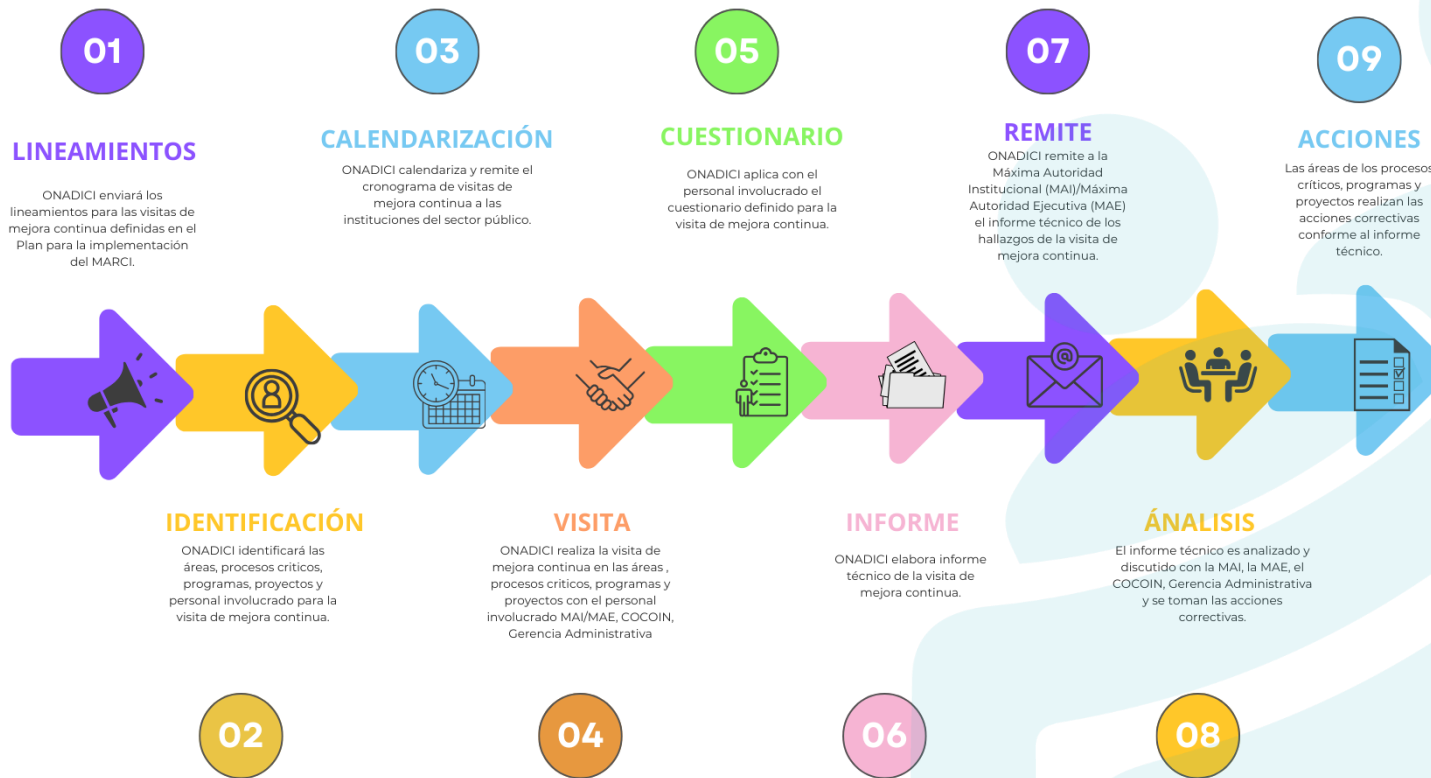 01
LINEAMIENTOS
ONADICI enviará los
lineamientos para las visitas de
mejora continua definidas en el
Plan para la implementación
del MARCI.
02
IDENTIFICACIÓN
ONADICI identificará las
áreas, procesos criticos,
programas, proyectos y
personal involucrado para la
visita de mejora continua.
03
CALENDARIZACIÓN
ONADICI calendariza y remite el
cronograma de visitas de
mejora continua a las
instituciones del sector público.
04
VISITA
ONADICI realiza la visita de
mejora continua en las áreas ,
procesos criticos, programas y
proyectos con el personal
involucrado MAI/MAE, COCOIN,
Gerencia Administrativa
05
CUESTIONARIO
ONADICI aplica con el
personal involucrado el
cuestionario definido para la
visita de mejora continua.
06
INFORME
ONADICI elabora informe
técnico de la visita de
mejora continua.
07
REMITE
ONADICI remite a la
Máxima Autoridad
Institucional (MAI)/Máxima
Autoridad Ejecutiva (MAE)
el informe técnico de los
hallazgos de la visita de
mejora continua.
08
ÁNALISIS
El informe técnico es analizado y
discutido con la MAI, la MAE, el
COCOIN, Gerencia Administrativa
y se toman las acciones
correctivas.
09
ACCIONES
Las áreas de los procesos
críticos, programas y
proyectos realizan las
acciones correctivas
conforme al informe
técnico.